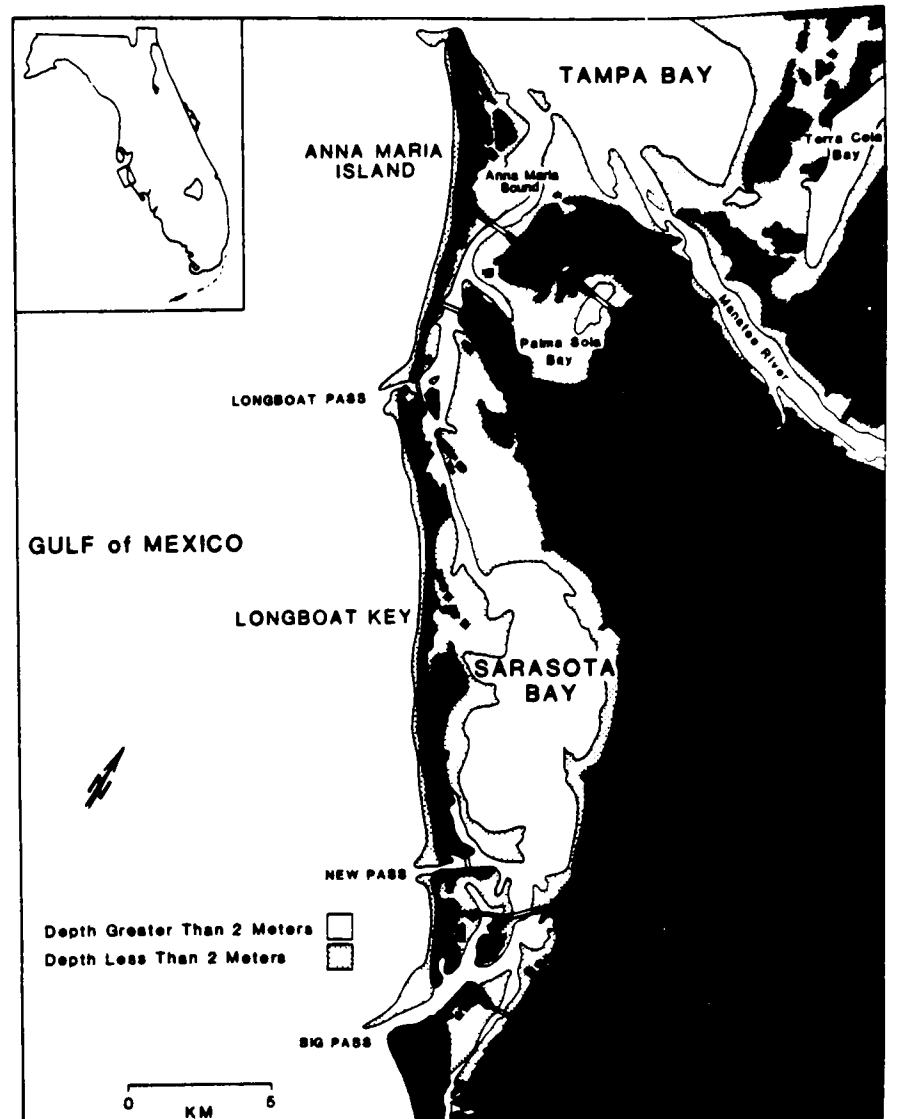 TAMPA BAY
Terra Ceia
Bay
ANNA MARIA
ISLAND
Anna Maria
Sound
Manatee River
Palma Sola
Bay
LONGBOAT PASS
GULF of MEXICO
LONGBOAT KEY
SARASOTA
BAY
N
NEW PASS
Depth Greater Than 2 Meters
Depth Less Than 2 Meters
BIG PASS
0 5
KM